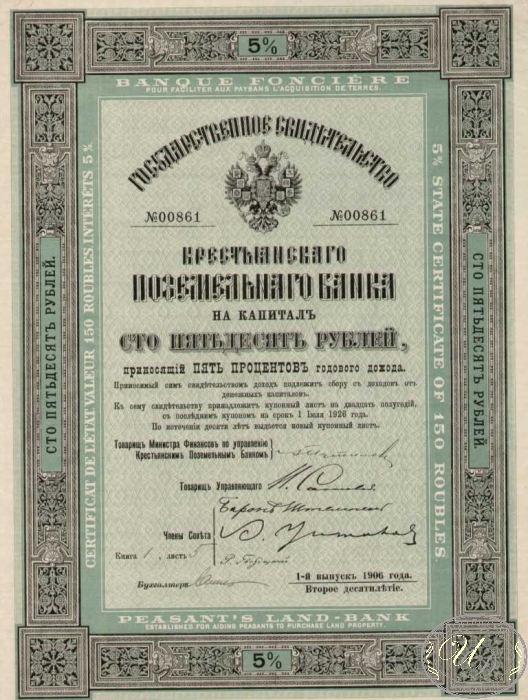 5%
BANQUE FONCIÈRE
POUR FACILITER AUX PAYSANS L'ACQUISITION DE TERRES.
ГОСУДАРСТВЕННОЕ СВИДѢТЕЛЬСТВО
№00861
№00861
КРЕСТЬЯНСКАГО
ПОЗЕМЕЛЬНАГО БАНКА
НА КАПИТАЛЪ
СТО ПЯТЬДЕСЯТЪ РУБЛЕЙ,
приносящій ПЯТЬ ПРОЦЕНТОВЪ годового дохода.
Приносимый симъ свидѣтельствомъ доходъ подлежитъ сбору съ доходовъ отъ
денежныхъ капиталовъ.
Къ сему свидѣтельству принадлежитъ купонный листъ на двадцать полугодій,
съ послѣднимъ купономъ на срокъ 1 Іюля 1926 года.
По истеченіи десяти лѣтъ выдается новый купонный листъ.
Товарищъ Министра Финансовъ по управленію
Крестьянскимъ Поземельнымъ Банкомъ
Товарищъ Управляющаго
Баронъ
Члены Совѣта
Книга 1, листъ 5
Бухгалтеръ
1-й выпускъ 1906 года.
Второе десятилѣтіе.
PEASANT'S LAND-BANK
ESTABLISHED FOR AIDING PEASANTS TO PURCHASE LAND PROPERTY.
5%
СТО ПЯТЬДЕСЯТЪ РУБЛЕЙ.
CERTIFICAT DE L'ÉTAT VALEUR 150 ROUBLES INTÉRÊTS 5%.
5% STATE CERTIFICATE OF 150 ROUBLES.
СТО ПЯТЬДЕСЯТЪ РУБЛЕЙ.